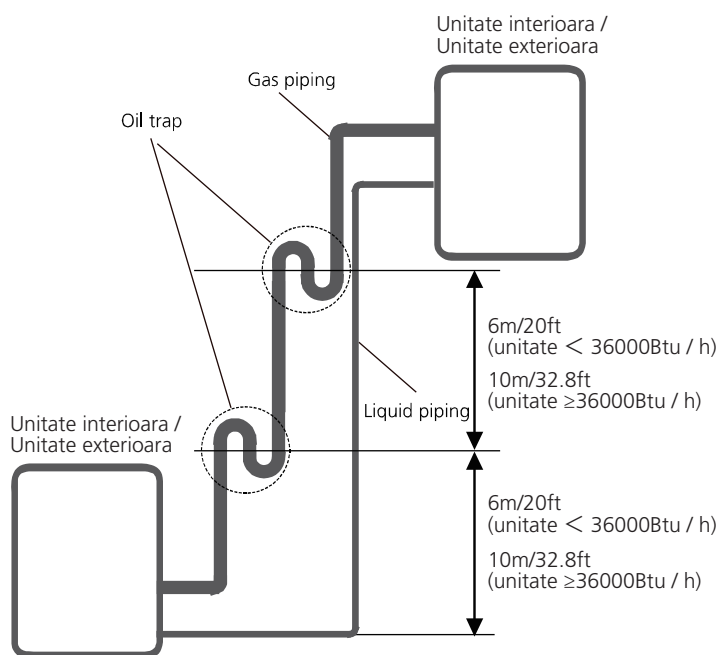 Unitate interioara /
Unitate exterioara
Gas piping
Oil trap
6m/20ft
(unitate < 36000Btu / h)
10m/32.8ft
(unitate ≥36000Btu / h)
Liquid piping
Unitate interioara /
Unitate exterioara
6m/20ft
(unitate < 36000Btu / h)
10m/32.8ft
(unitate ≥36000Btu / h)